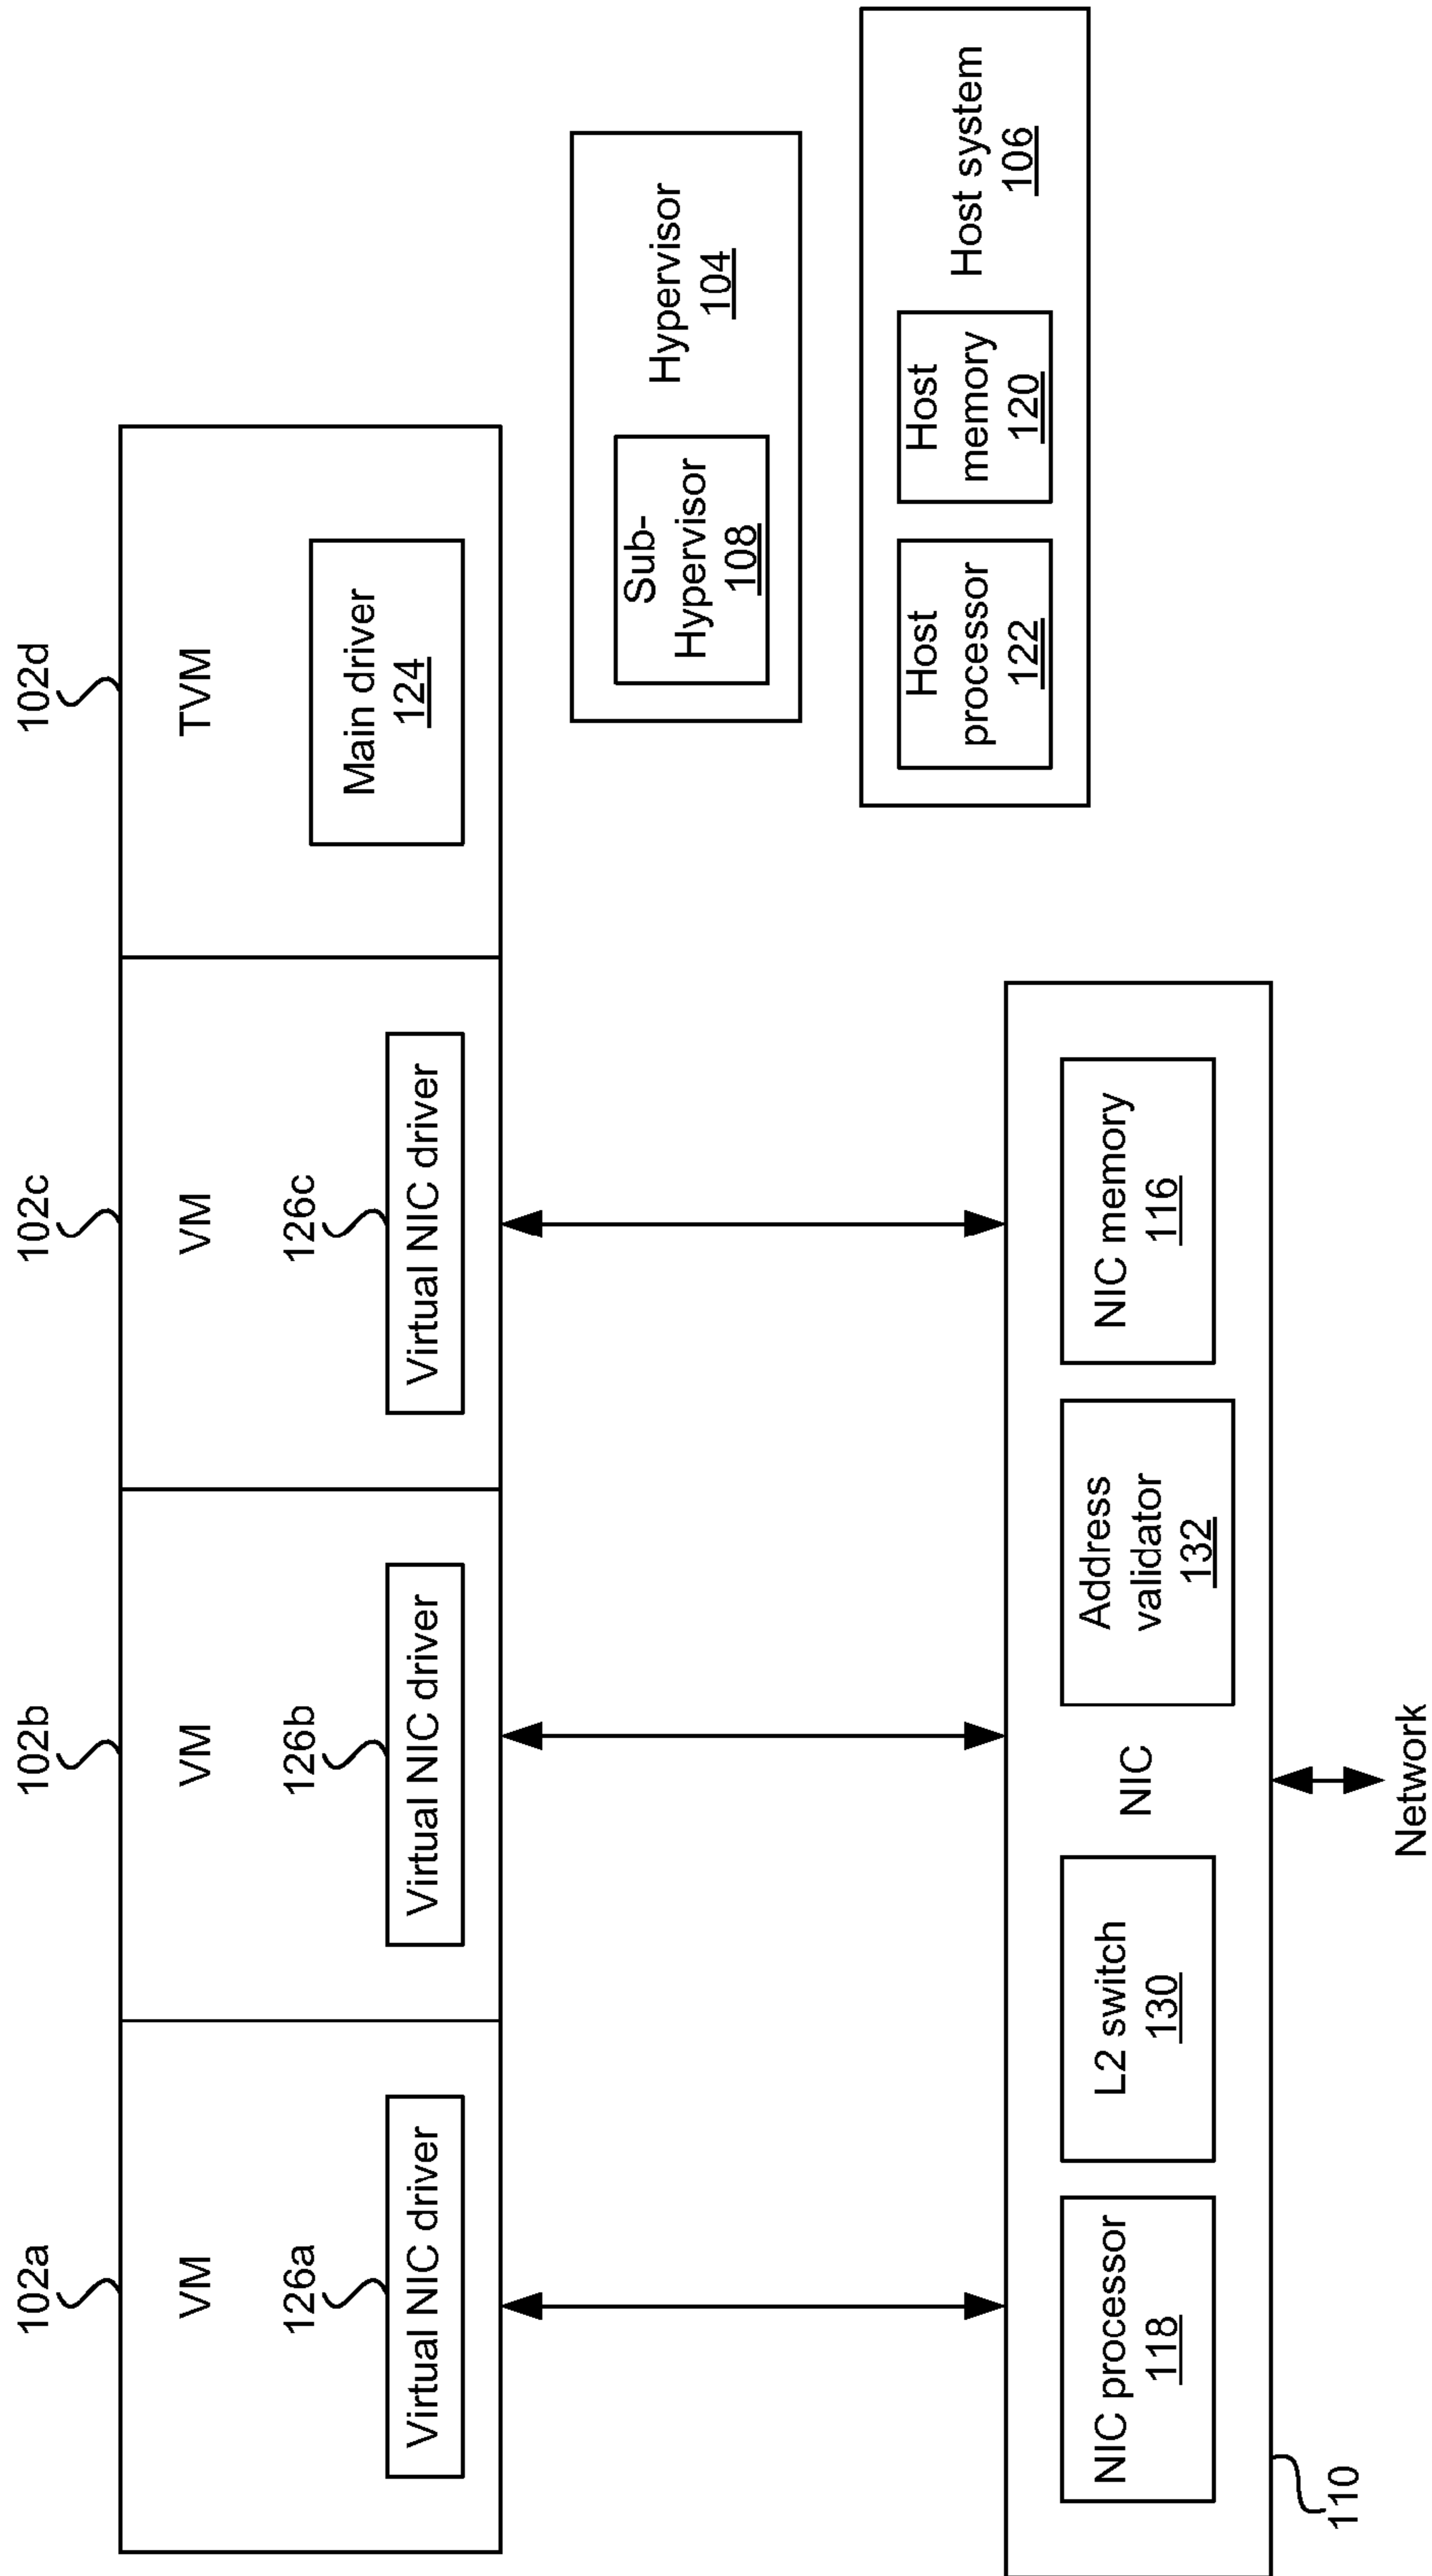 102a
102b
102c
102d
VM
VM
VM
TVM
126a
126b
126c
Virtual NIC driver
Virtual NIC driver
Virtual NIC driver
Main driver
124
Sub-
Hypervisor
108
Hypervisor
104
Host
processor
122
Host
memory
120
Host system
106
NIC processor
118
L2 switch
130
NIC
Address
validator
132
NIC memory
116
110
Network